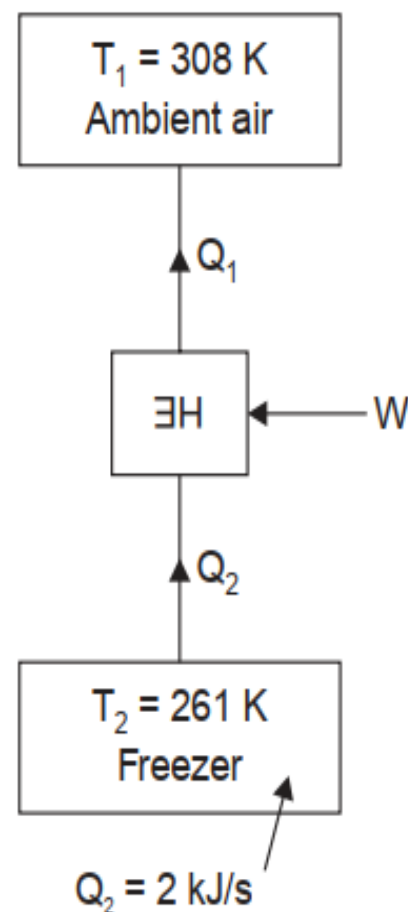 T₁ = 308 K
Ambient air
Q₁
ƎH
W
Q₂
T₂ = 261 K
Freezer
Q₂ = 2 kJ/s